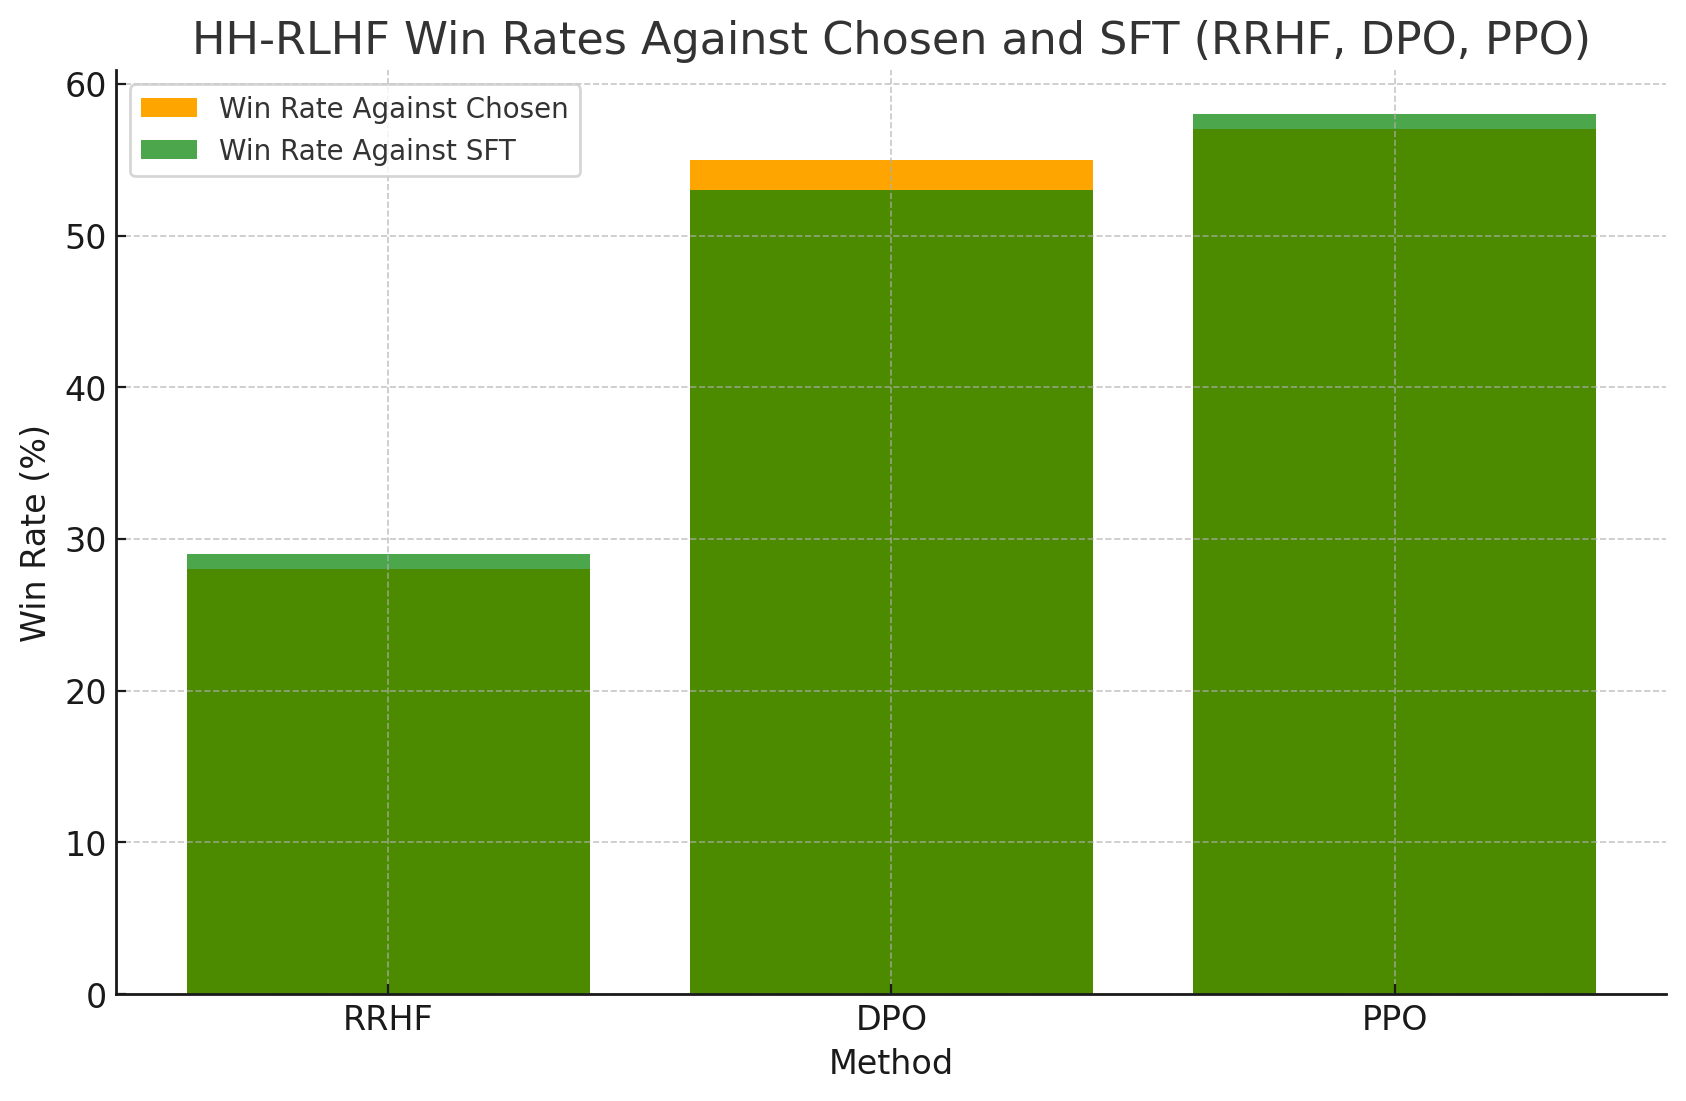 HH-RLHF Win Rates Against Chosen and SFT (RRHF, DPO, PPO)
Win Rate Against Chosen
Win Rate Against SFT
Win Rate (%)
60
50
40
30
20
10
0
RRHF
DPO
PPO
Method